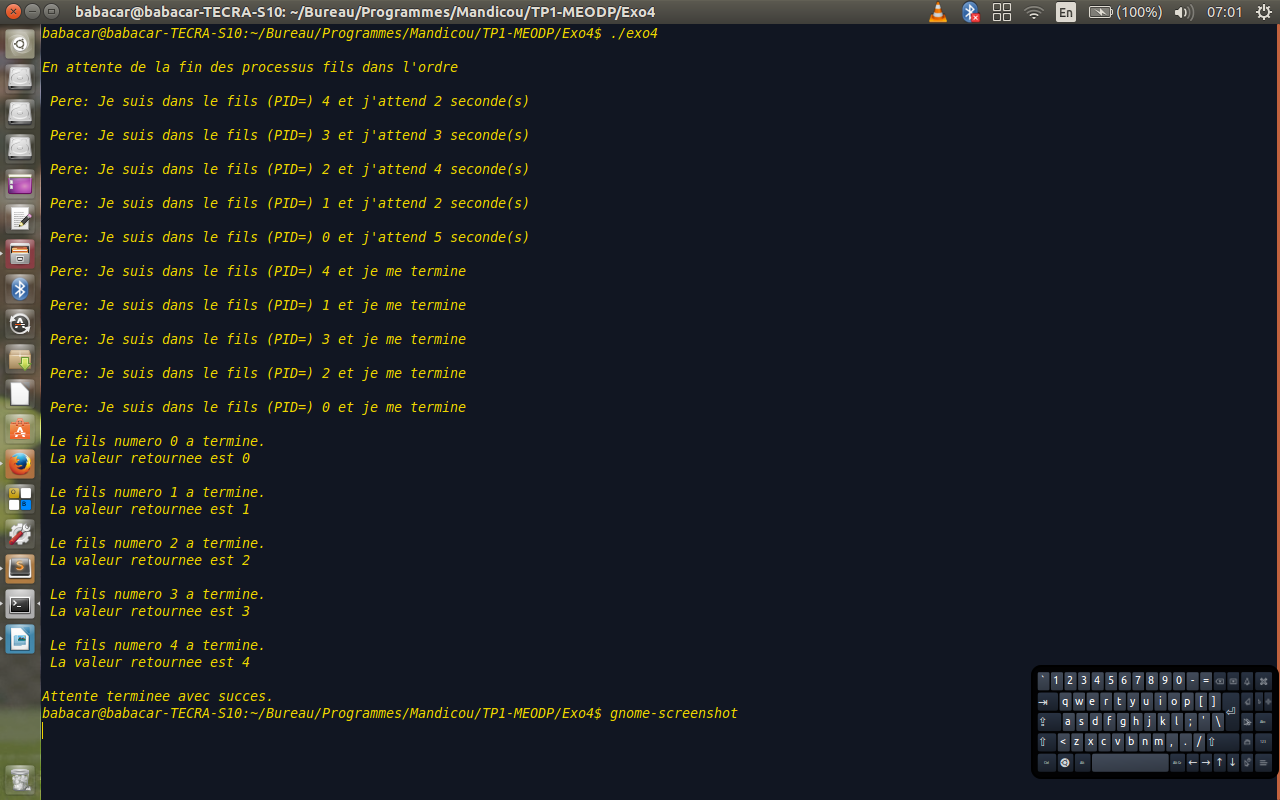 babacar@babacar-TECRA-S10: ~/Bureau/Programmes/Mandicou/TP1-MEODP/Exo4
En (100%) 07:01
babacar@babacar-TECRA-S10:~/Bureau/Programmes/Mandicou/TP1-MEODP/Exo4$ ./exo4
En attente de la fin des processus fils dans l'ordre
Pere: Je suis dans le fils (PID=) 4 et j'attend 2 seconde(s)
Pere: Je suis dans le fils (PID=) 3 et j'attend 3 seconde(s)
Pere: Je suis dans le fils (PID=) 2 et j'attend 4 seconde(s)
Pere: Je suis dans le fils (PID=) 1 et j'attend 2 seconde(s)
Pere: Je suis dans le fils (PID=) 0 et j'attend 5 seconde(s)
Pere: Je suis dans le fils (PID=) 4 et je me termine
Pere: Je suis dans le fils (PID=) 1 et je me termine
Pere: Je suis dans le fils (PID=) 3 et je me termine
Pere: Je suis dans le fils (PID=) 2 et je me termine
Pere: Je suis dans le fils (PID=) 0 et je me termine
Le fils numero 0 a termine.
La valeur retournee est 0
Le fils numero 1 a termine.
La valeur retournee est 1
Le fils numero 2 a termine.
La valeur retournee est 2
Le fils numero 3 a termine.
La valeur retournee est 3
Le fils numero 4 a termine.
La valeur retournee est 4
Attente terminee avec succes.
babacar@babacar-TECRA-S10:~/Bureau/Programmes/Mandicou/TP1-MEODP/Exo4$ gnome-screenshot
` 1 2 3 4 5 6 7 8 9 0 - =
q w e r t y u i o p [ ]
a s d f g h j k l ; ' \
< z x c v b n m , . /